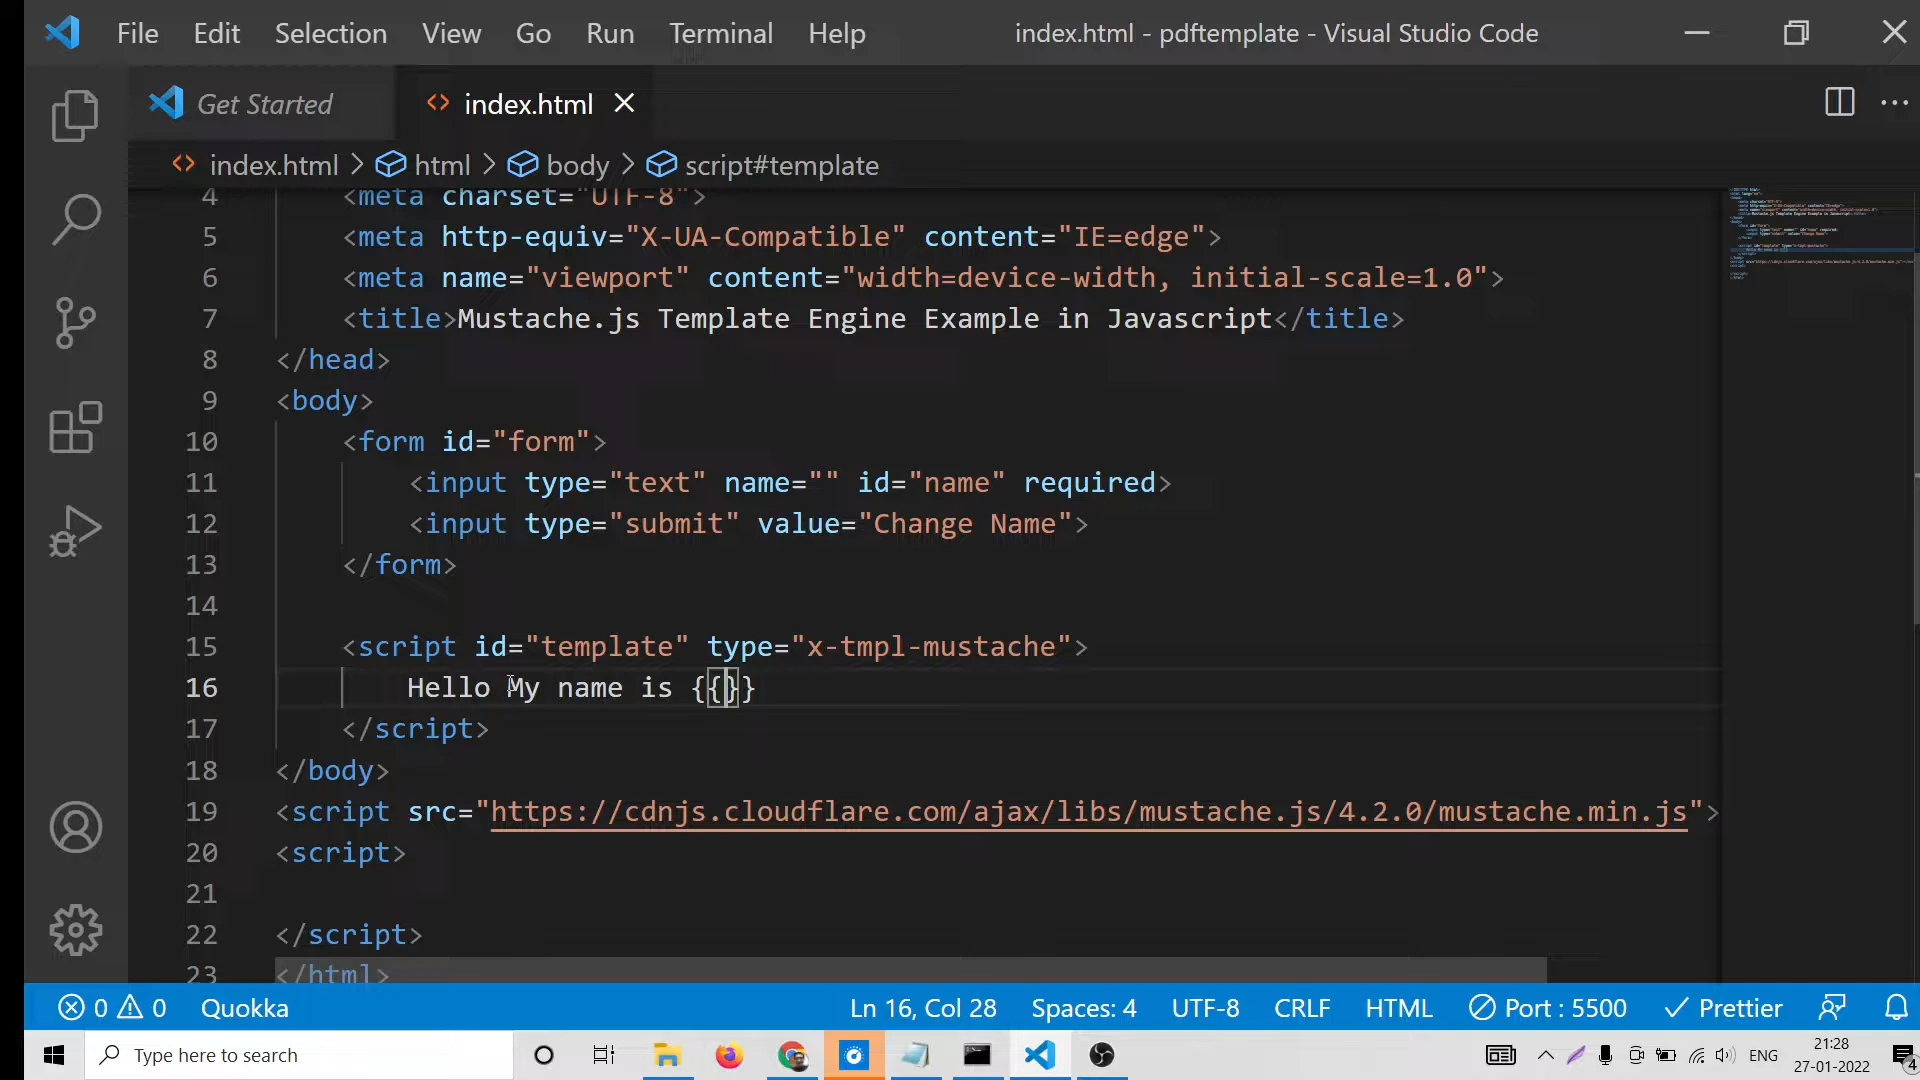 File Edit Selection View Go Run Terminal Help index.html - pdftemplate - Visual Studio Code
Get Started index.html
index.html > html > body > script#template
4 <meta charset="UTF-8">
5 <meta http-equiv="X-UA-Compatible" content="IE=edge">
6 <meta name="viewport" content="width=device-width, initial-scale=1.0">
7 <title>Mustache.js Template Engine Example in Javascript</title>
8 </head>
9 <body>
10 <form id="form">
11 <input type="text" name="" id="name" required>
12 <input type="submit" value="Change Name">
13 </form>
14
15 <script id="template" type="x-tmpl-mustache">
16 Hello My name is {{}}
17 </script>
18 </body>
19 <script src="https://cdnjs.cloudflare.com/ajax/libs/mustache.js/4.2.0/mustache.min.js">
20 <script>
21
22 </script>
23 </html>
0 0 Quokka Ln 16, Col 28 Spaces: 4 UTF-8 CRLF HTML Port : 5500 Prettier
Type here to search ENG 21:28
27-01-2022 4